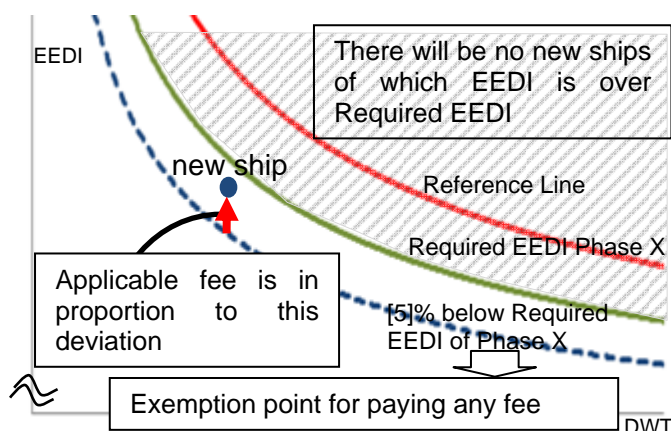 EEDI
There will be no new ships
of which EEDI is over
Required EEDI
new ship
Reference Line
Required EEDI Phase X
Applicable fee is in
proportion to this
deviation
[5]% below Required
EEDI of Phase X
Exemption point for paying any fee
DWT